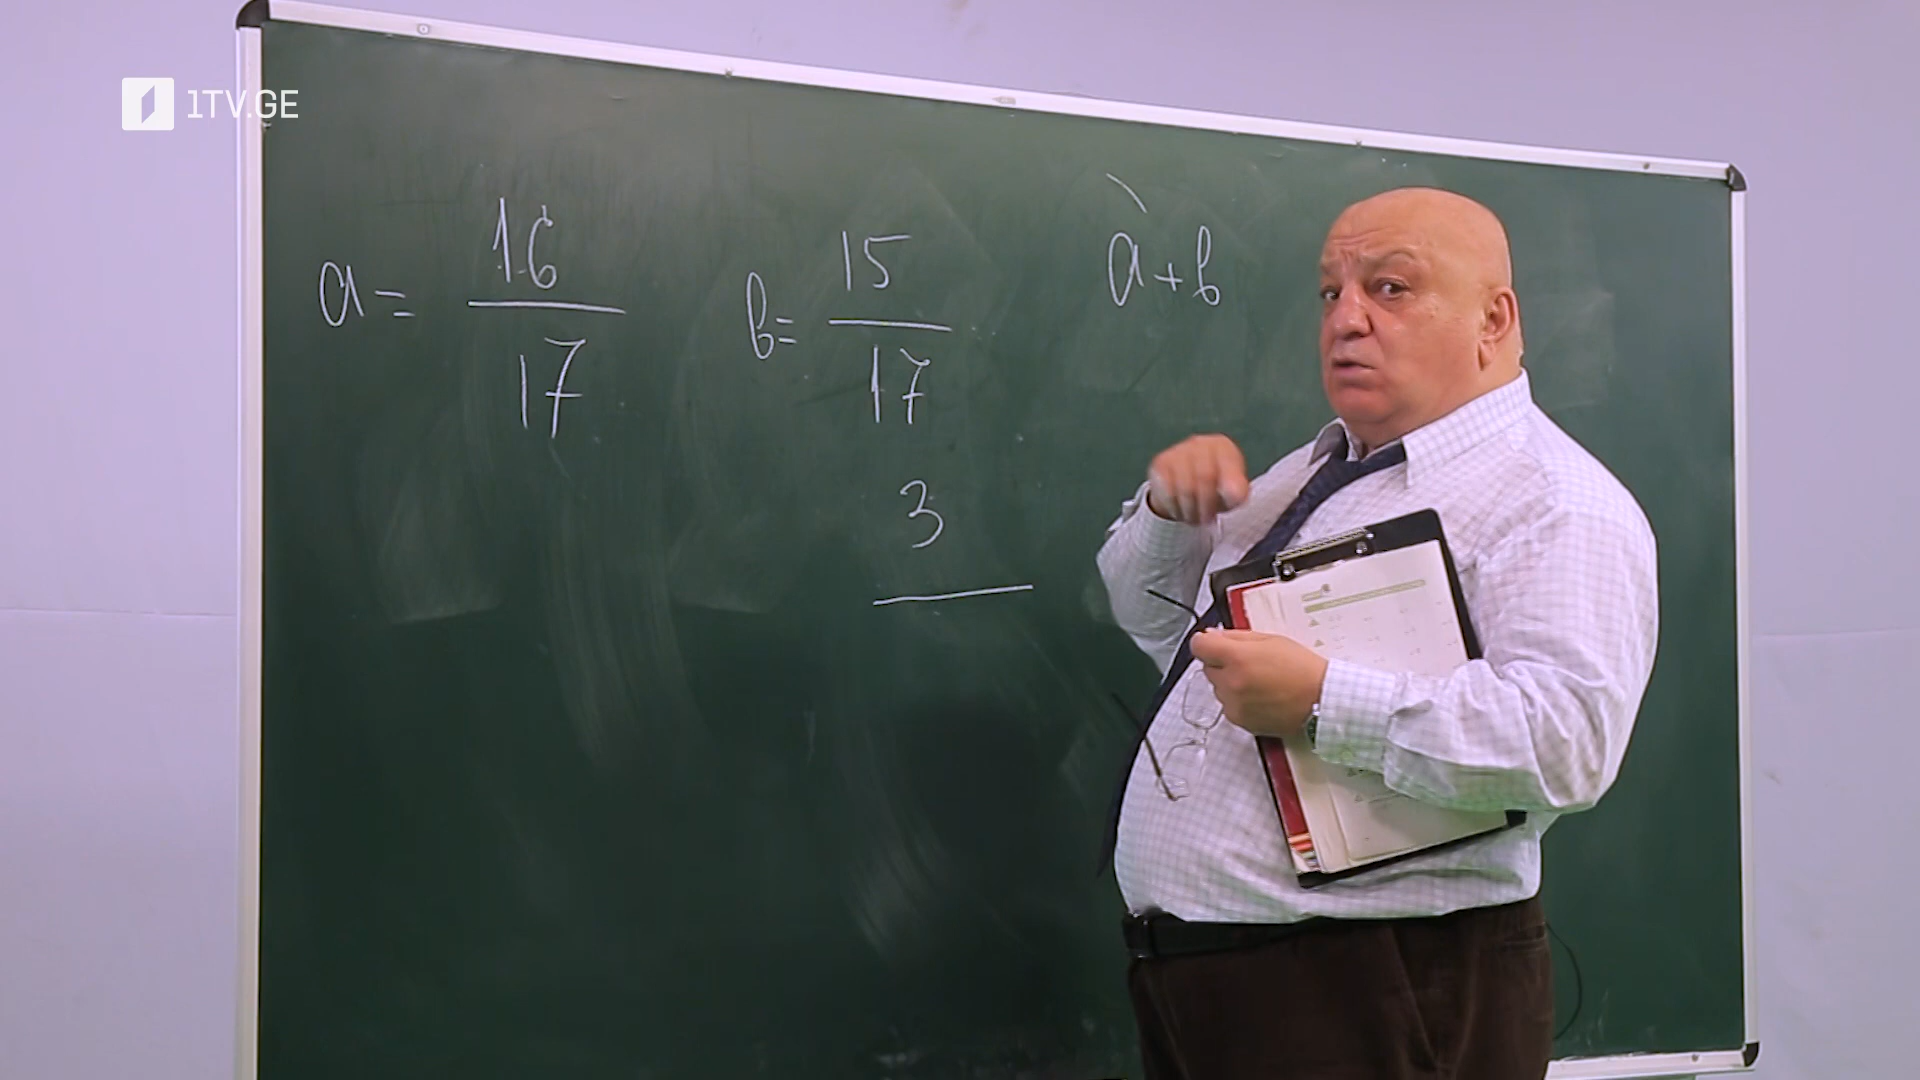 1TV.GE
a = 16/17
b = 15/17
a + b
3